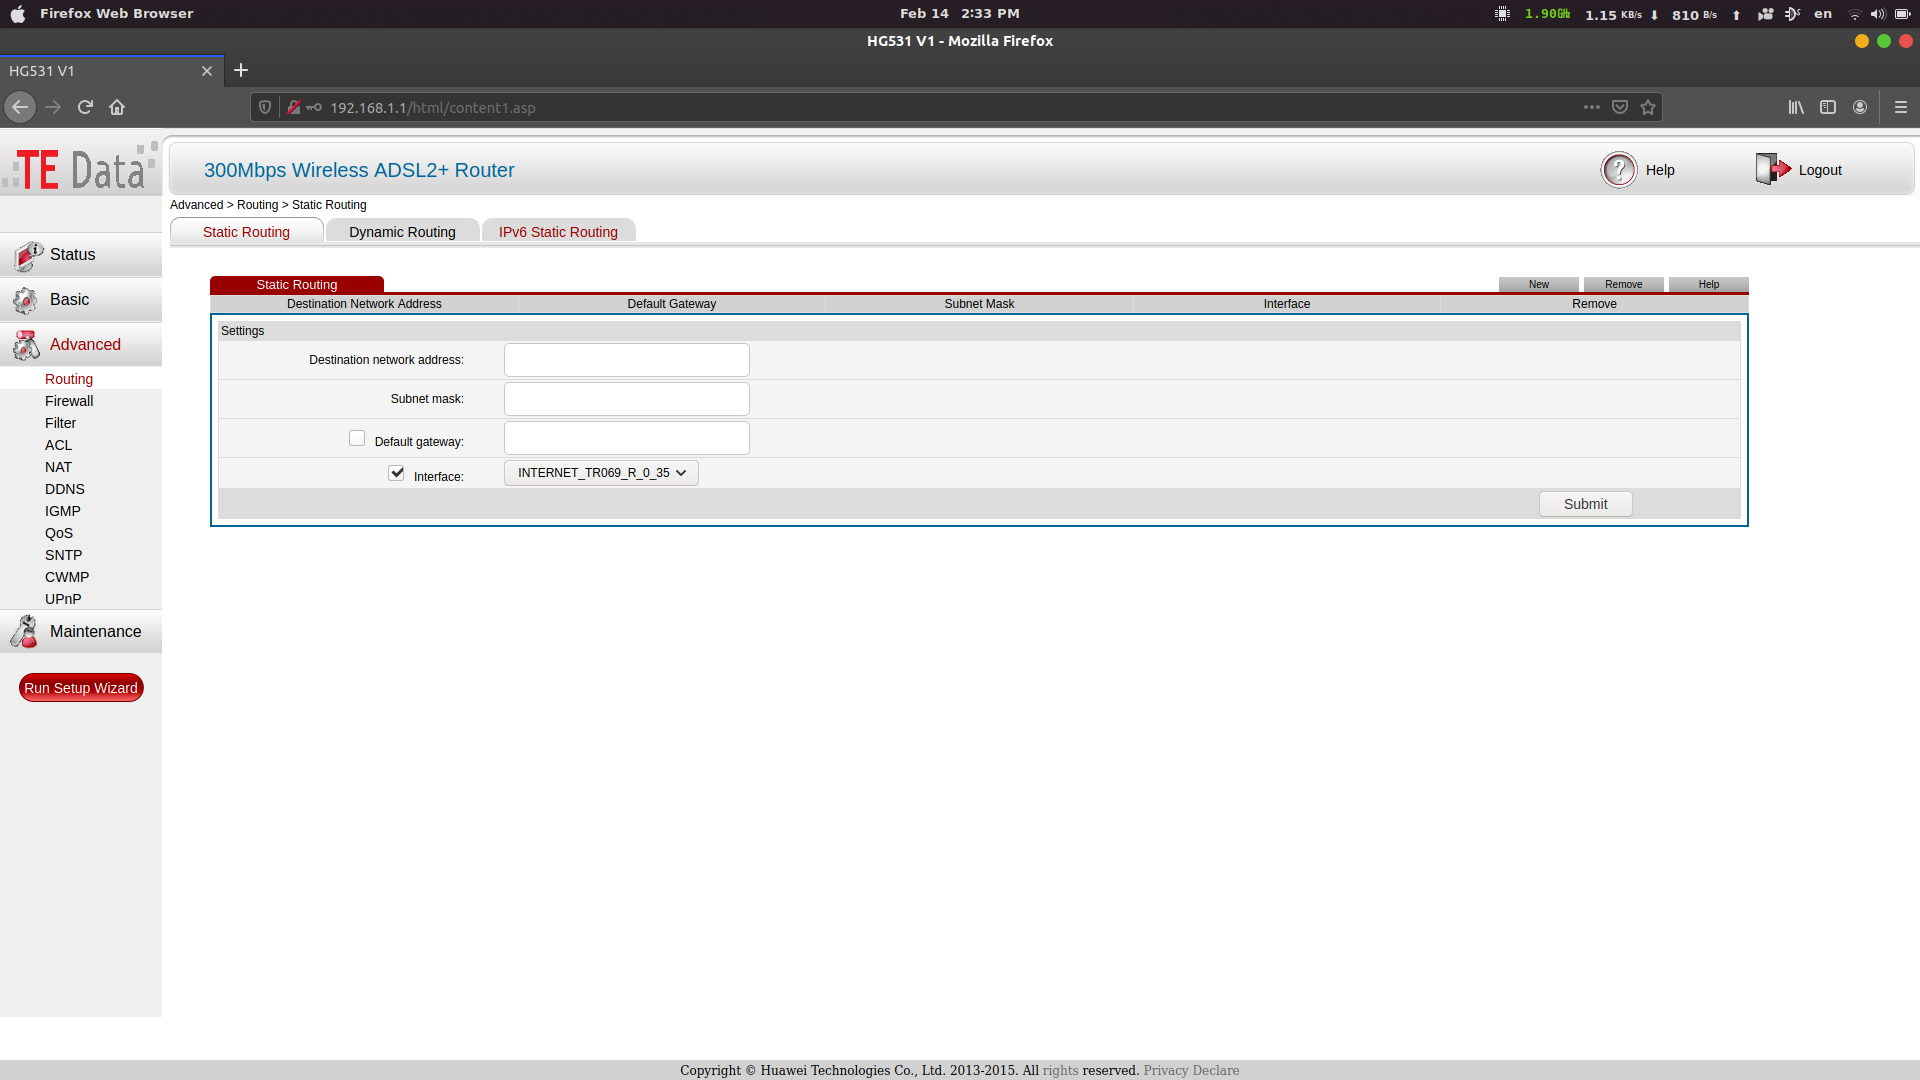 Firefox Web Browser
Feb 14 2:33 PM
1.90GHz 1.15 KB/s ⬇ 810 B/s ⬆ en
HG531 V1 - Mozilla Firefox
HG531 V1
192.168.1.1/html/content1.asp
TE Data
300Mbps Wireless ADSL2+ Router
Help
Logout
Advanced > Routing > Static Routing
Static Routing
Dynamic Routing
IPv6 Static Routing
Status
Basic
Advanced
Routing
Firewall
Filter
ACL
NAT
DDNS
IGMP
QoS
SNTP
CWMP
UPnP
Maintenance
Run Setup Wizard
Static Routing
New
Remove
Help
Destination Network Address
Default Gateway
Subnet Mask
Interface
Remove
Settings
Destination network address:
Subnet mask:
Default gateway:
Interface:
INTERNET_TR069_R_0_35
Submit
Copyright © Huawei Technologies Co., Ltd. 2013-2015. All rights reserved. Privacy Declare